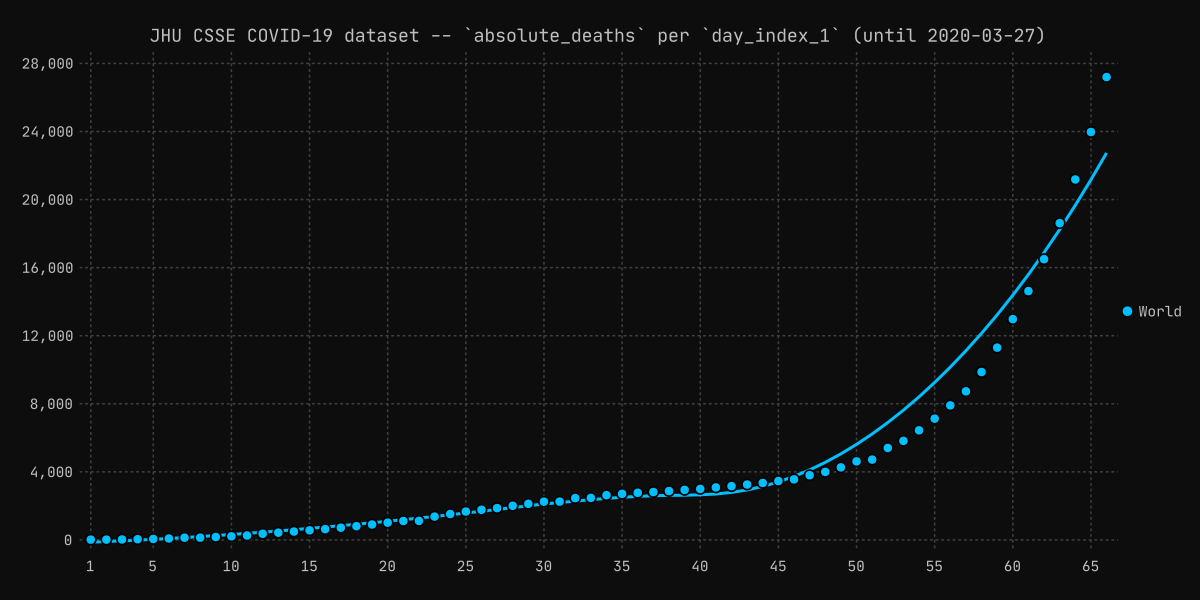 JHU CSSE COVID-19 dataset -- `absolute_deaths` per `day_index_1` (until 2020-03-27)
28,000
24,000
20,000
16,000
12,000
8,000
4,000
0
1 5 10 15 20 25 30 35 40 45 50 55 60 65
World